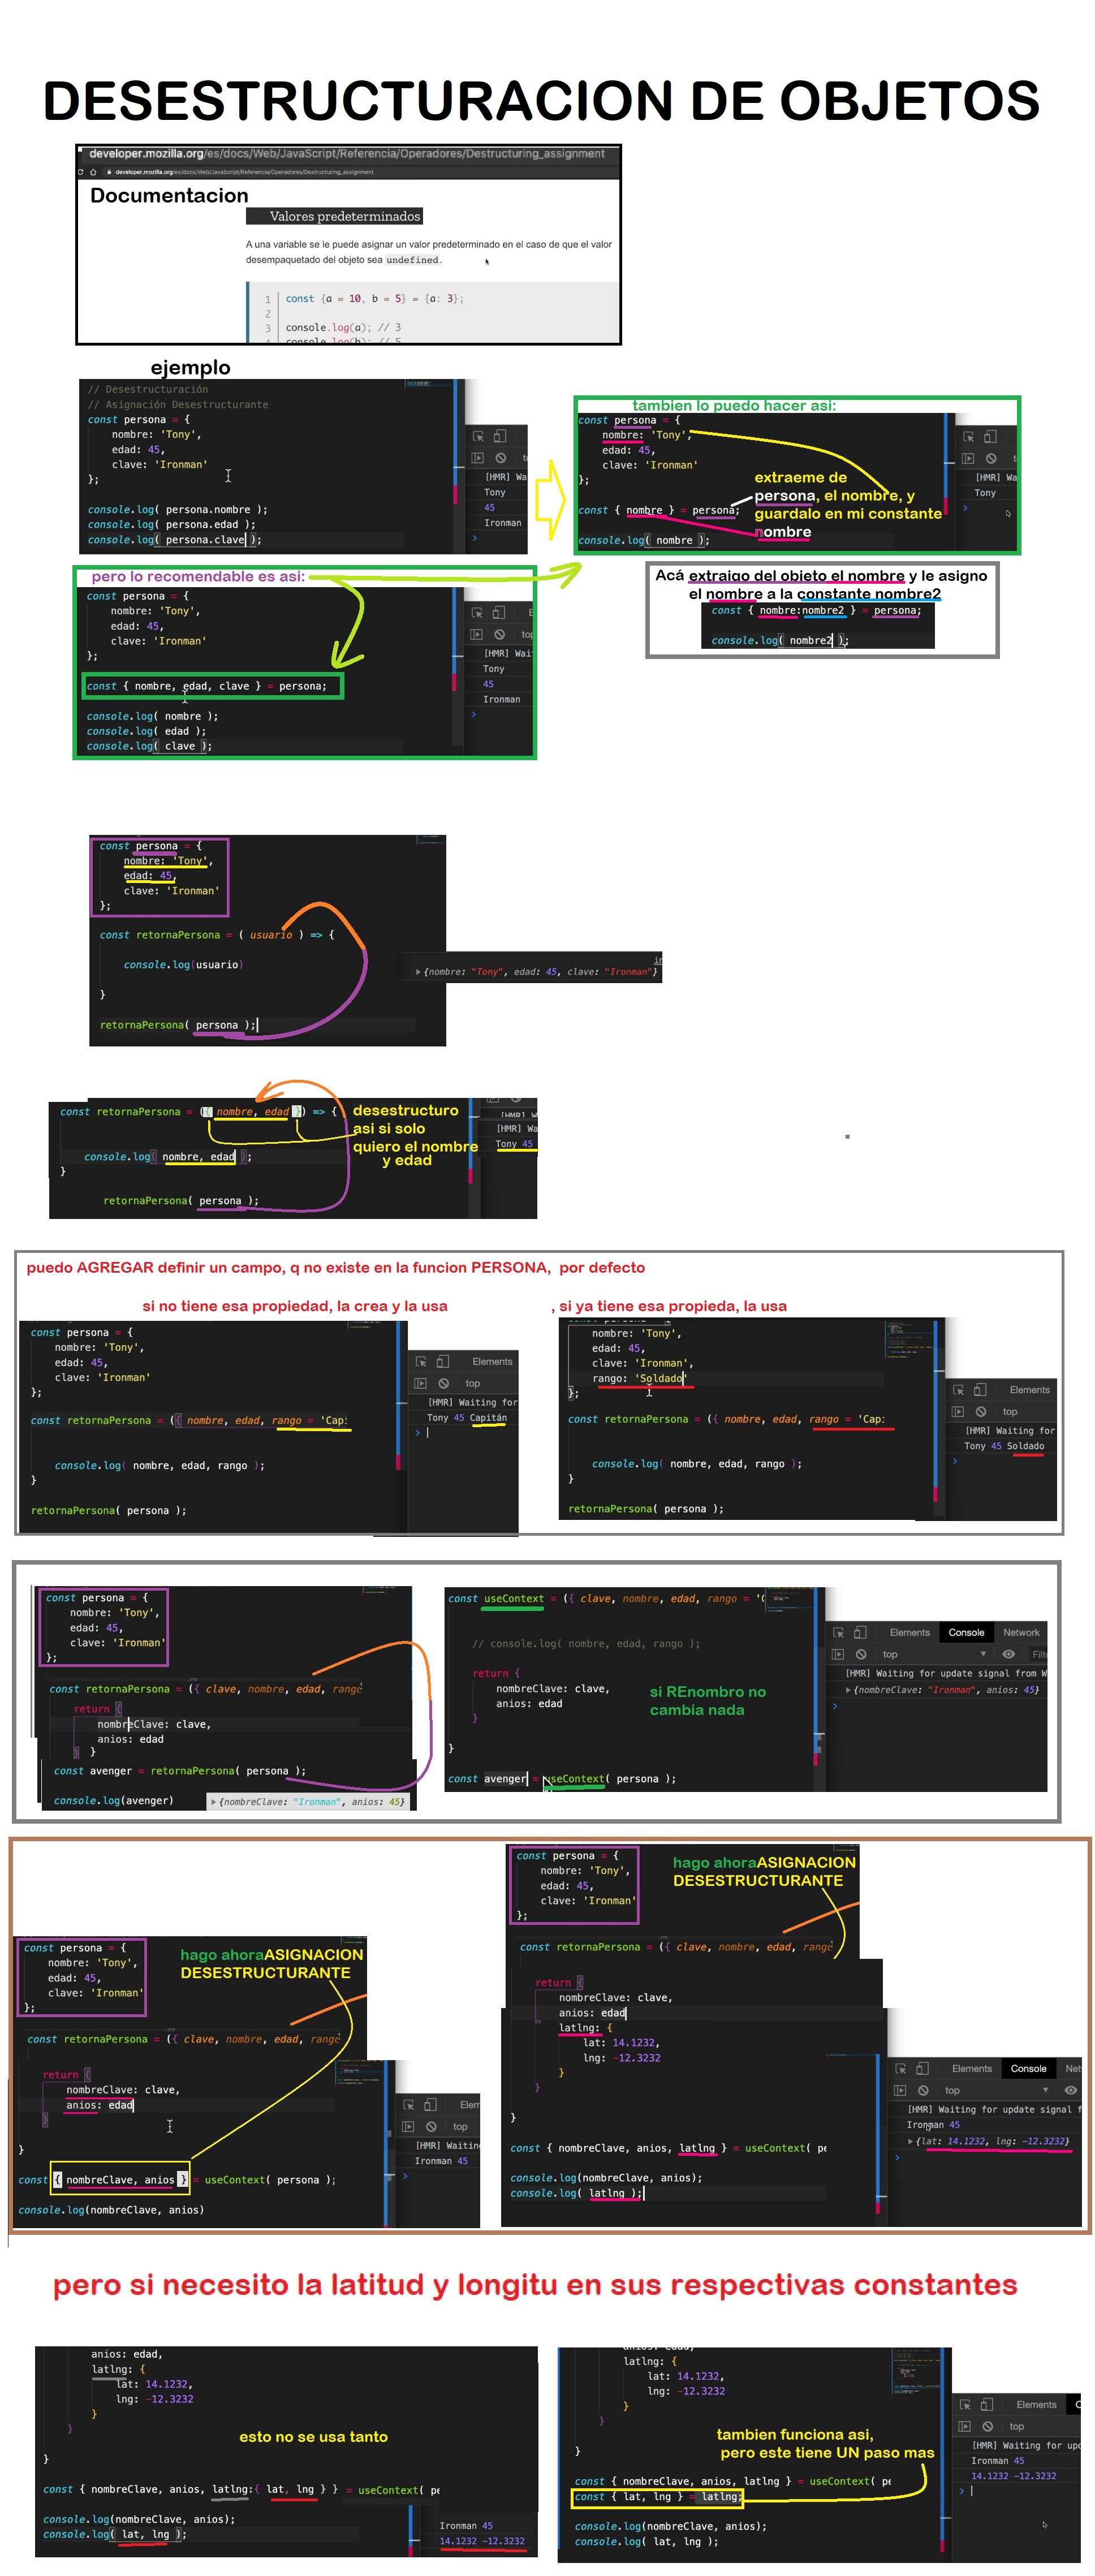 DESESTRUCTURACION DE OBJETOS
developer.mozilla.org/es/docs/Web/JavaScript/Referencia/Operadores/Destructuring_assignment
developer.mozilla.org/es/docs/Web/JavaScript/Referencia/Operadores/Destructuring_assignment
Documentacion
Valores predeterminados
A una variable se le puede asignar un valor predeterminado en el caso de que el valor
desempaquetado del objeto sea undefined.
1 const {a = 10, b = 5} = {a: 3};
2
3 console.log(a); // 3
4 console.log(b); // 5
ejemplo
// Desestructuración
// Asignación Desestructurante
const persona = {
nombre: 'Tony',
edad: 45,
clave: 'Ironman'
};
console.log( persona.nombre );
console.log( persona.edad );
console.log( persona.clave );
[HMR] Wa
Tony
45
Ironman
tambien lo puedo hacer asi:
const persona = {
nombre: 'Tony',
edad: 45,
clave: 'Ironman'
};
const { nombre } = persona;
console.log( nombre );
extraeme de
persona, el nombre, y
guardalo en mi constante
nombre
[HMR] Wa
Tony
pero lo recomendable es asi:
const persona = {
nombre: 'Tony',
edad: 45,
clave: 'Ironman'
};
const { nombre, edad, clave } = persona;
console.log( nombre );
console.log( edad );
console.log( clave );
E
top
[HMR] Wai
Tony
45
Ironman
Acá extraigo del objeto el nombre y le asigno
el nombre a la constante nombre2
const { nombre:nombre2 } = persona;
console.log( nombre2 );
const persona = {
nombre: 'Tony',
edad: 45,
clave: 'Ironman'
};
const retornaPersona = ( usuario ) => {
console.log(usuario)
}
retornaPersona( persona );
{nombre: "Tony", edad: 45, clave: "Ironman"}
const retornaPersona = ({ nombre, edad }) => {
console.log( nombre, edad );
}
retornaPersona( persona );
desestructuro
asi si solo
quiero el nombre
y edad
[HMR] Wa
Tony 45
puedo AGREGAR definir un campo, q no existe en la funcion PERSONA, por defecto
si no tiene esa propiedad, la crea y la usa
const persona = {
nombre: 'Tony',
edad: 45,
clave: 'Ironman'
};
const retornaPersona = ({ nombre, edad, rango = 'Capi
console.log( nombre, edad, rango );
}
retornaPersona( persona );
Elements
top
[HMR] Waiting for
Tony 45 Capitán
, si ya tiene esa propieda, la usa
const persona = {
nombre: 'Tony',
edad: 45,
clave: 'Ironman',
rango: 'Soldado'
};
const retornaPersona = ({ nombre, edad, rango = 'Capi
console.log( nombre, edad, rango );
}
retornaPersona( persona );
Elements
top
[HMR] Waiting for
Tony 45 Soldado
const persona = {
nombre: 'Tony',
edad: 45,
clave: 'Ironman'
};
retornaPersona = ({ clave, nombre, edad, rango
return {
nombreClave: clave,
anios: edad
} }
const avenger = retornaPersona( persona );
console.log(avenger)
{nombreClave: "Ironman", anios: 45}
const useContext = ({ clave, nombre, edad, rango = 'C
// console.log( nombre, edad, rango );
return {
nombreClave: clave,
anios: edad
}
}
const avenger = useContext( persona );
si REnombro no
cambia nada
Elements Console Network
top Filt
[HMR] Waiting for update signal from W
{nombreClave: "Ironman", anios: 45}
const persona = {
nombre: 'Tony',
edad: 45,
clave: 'Ironman'
};
hago ahoraASIGNACION
DESESTRUCTURANTE
const retornaPersona = ({ clave, nombre, edad, rango
return {
nombreClave: clave,
anios: edad
}
}
const { nombreClave, anios } = useContext( persona );
console.log(nombreClave, anios)
Elem
top
[HMR] Waitin
Ironman 45
const persona = {
nombre: 'Tony',
edad: 45,
clave: 'Ironman'
};
hago ahoraASIGNACION
DESESTRUCTURANTE
const retornaPersona = ({ clave, nombre, edad, rango
return {
nombreClave: clave,
anios: edad
latlng: {
lat: 14.1232,
lng: -12.3232
}
}
}
const { nombreClave, anios, latlng } = useContext( pe
console.log(nombreClave, anios);
console.log( latlng );
Elements Console Net
top
[HMR] Waiting for update signal f
Ironman 45
{lat: 14.1232, lng: -12.3232}
pero si necesito la latitud y longitu en sus respectivas constantes
anios: edad,
latlng: {
lat: 14.1232,
lng: -12.3232
}
}
}
esto no se usa tanto
const { nombreClave, anios, latlng:{ lat, lng } } = useContext( pe
console.log(nombreClave, anios);
console.log( lat, lng );
Ironman 45
14.1232 -12.3232
anios: edad,
latlng: {
lat: 14.1232,
lng: -12.3232
}
}
}
tambien funciona asi,
pero este tiene UN paso mas
const { nombreClave, anios, latlng } = useContext( pe
const { lat, lng } = latlng;
console.log(nombreClave, anios);
console.log( lat, lng );
Elements C
top
[HMR] Waiting for upd
Ironman 45
14.1232 -12.3232